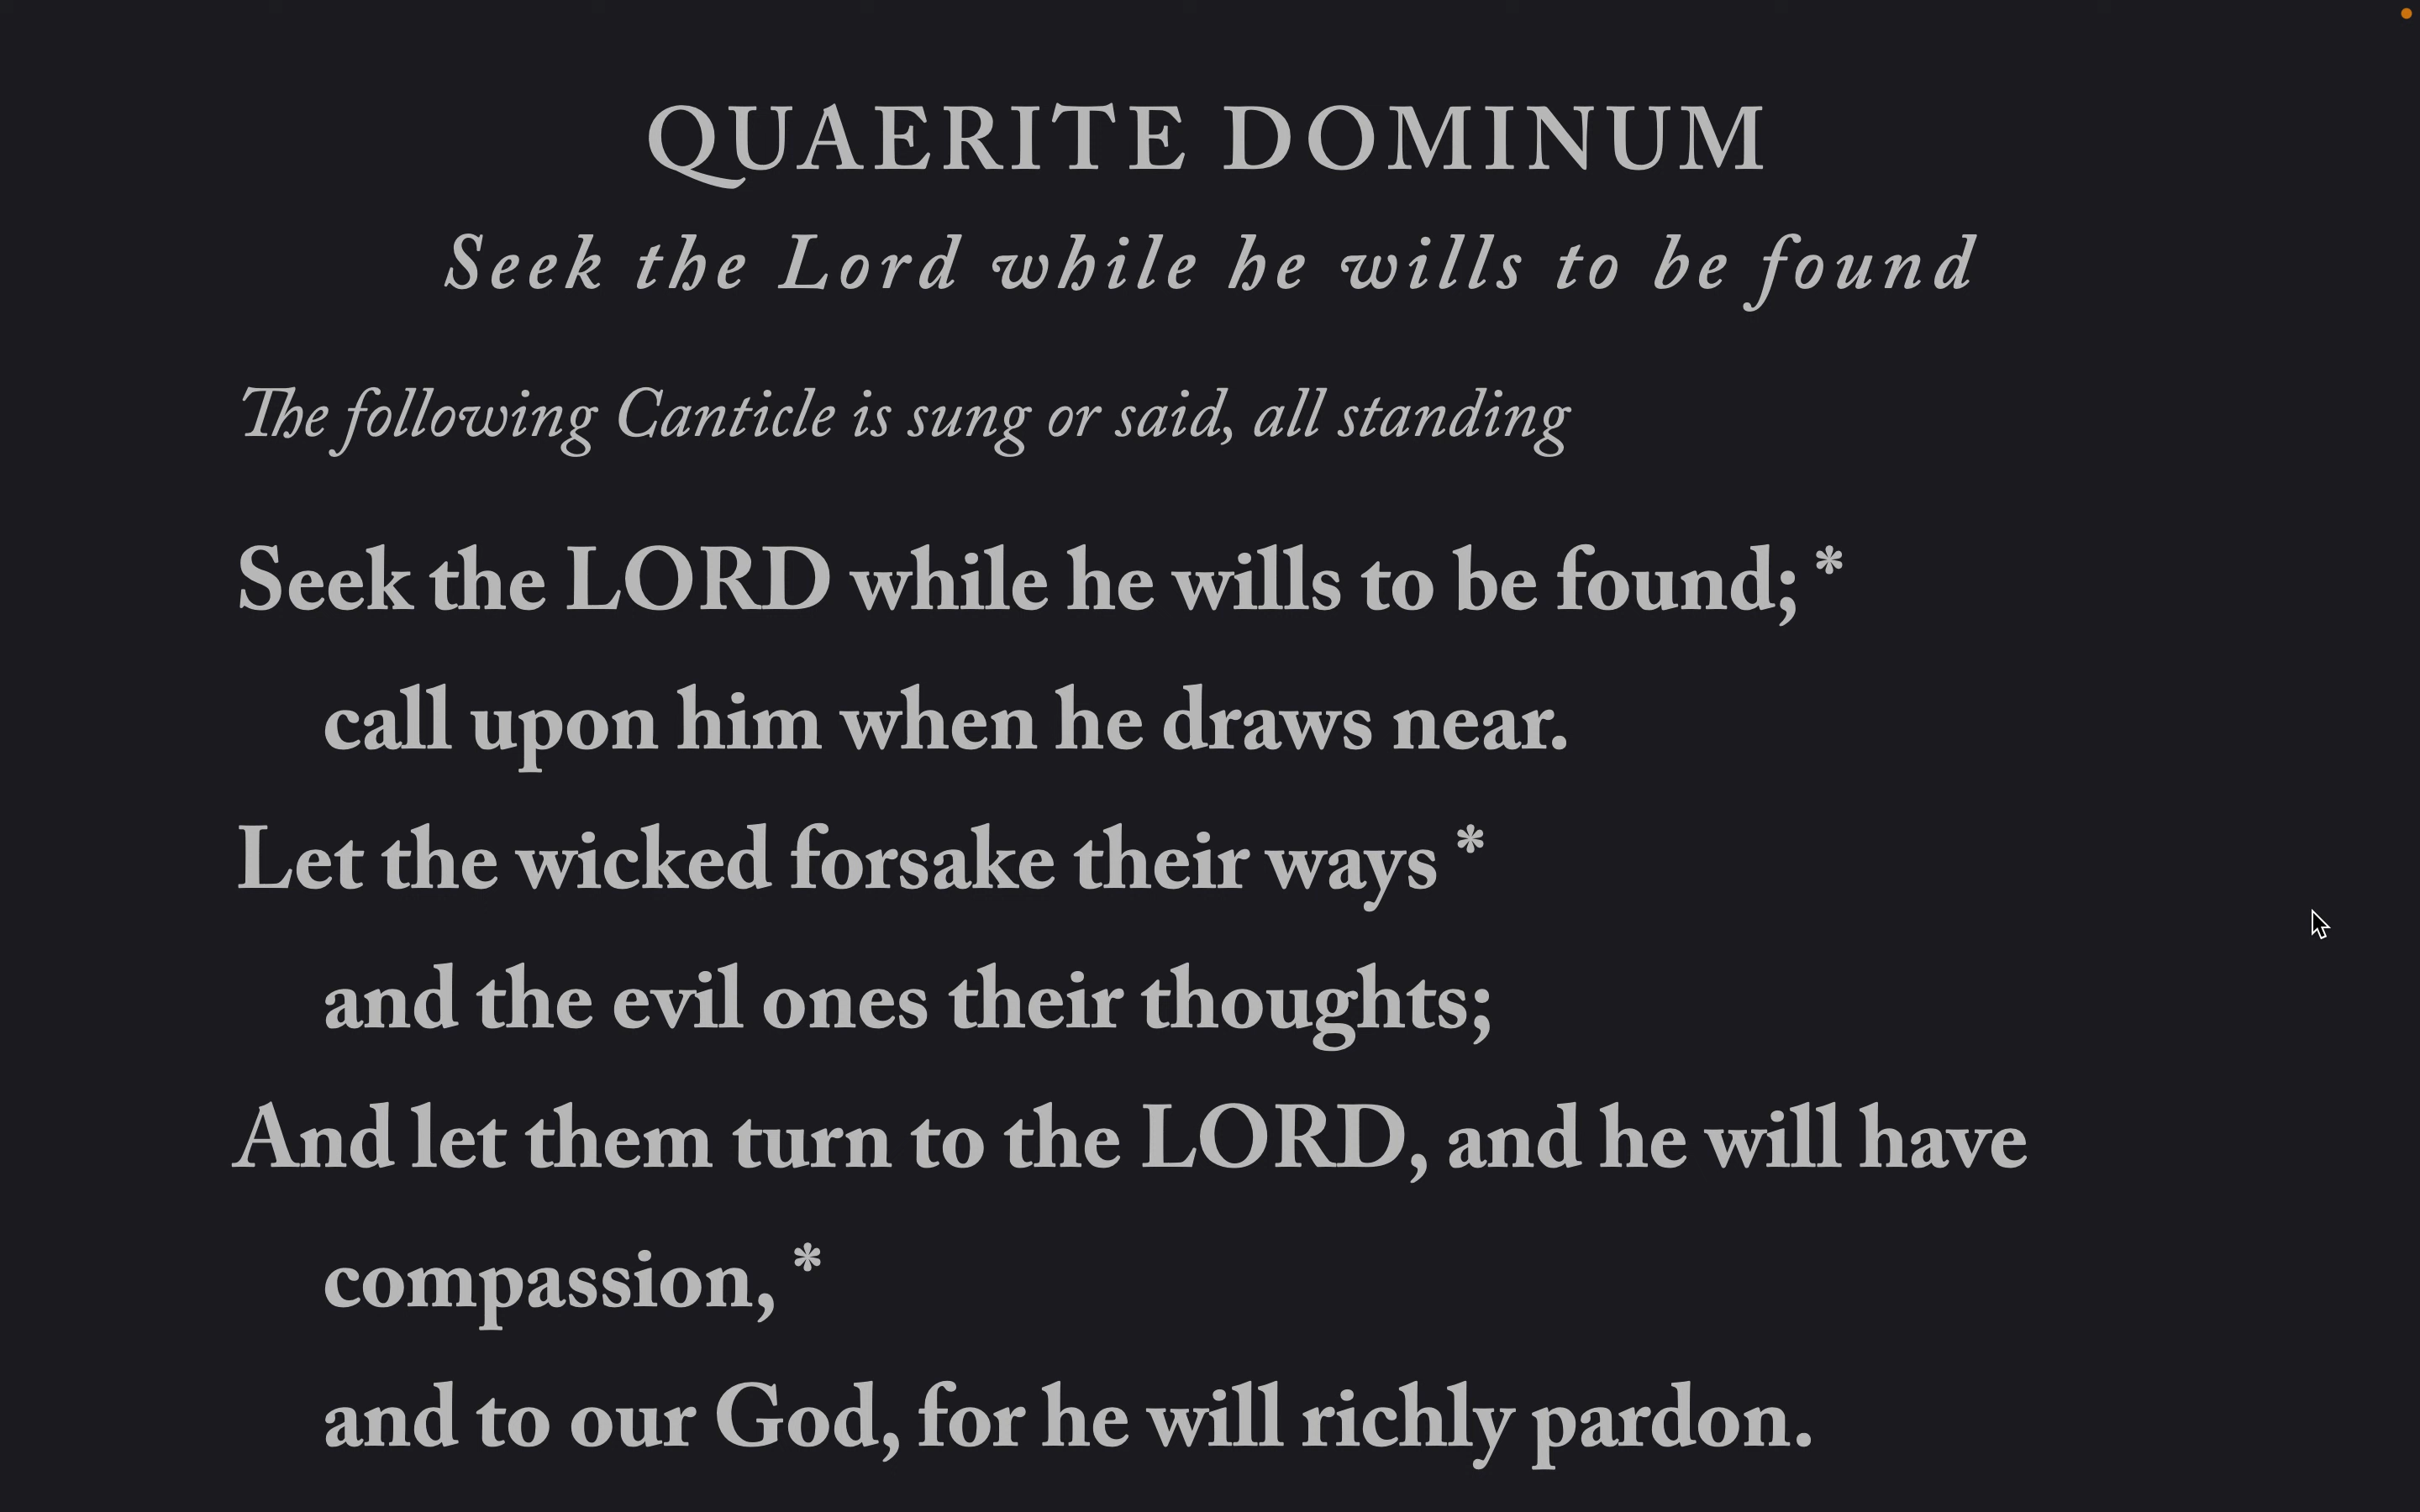 QUAERITE DOMINUM
Seek the Lord while he wills to be found
The following Canticle is sung or said, all standing
Seek the LORD while he wills to be found; *
call upon him when he draws near.
Let the wicked forsake their ways *
and the evil ones their thoughts;
And let them turn to the LORD, and he will have
compassion, *
and to our God, for he will richly pardon.